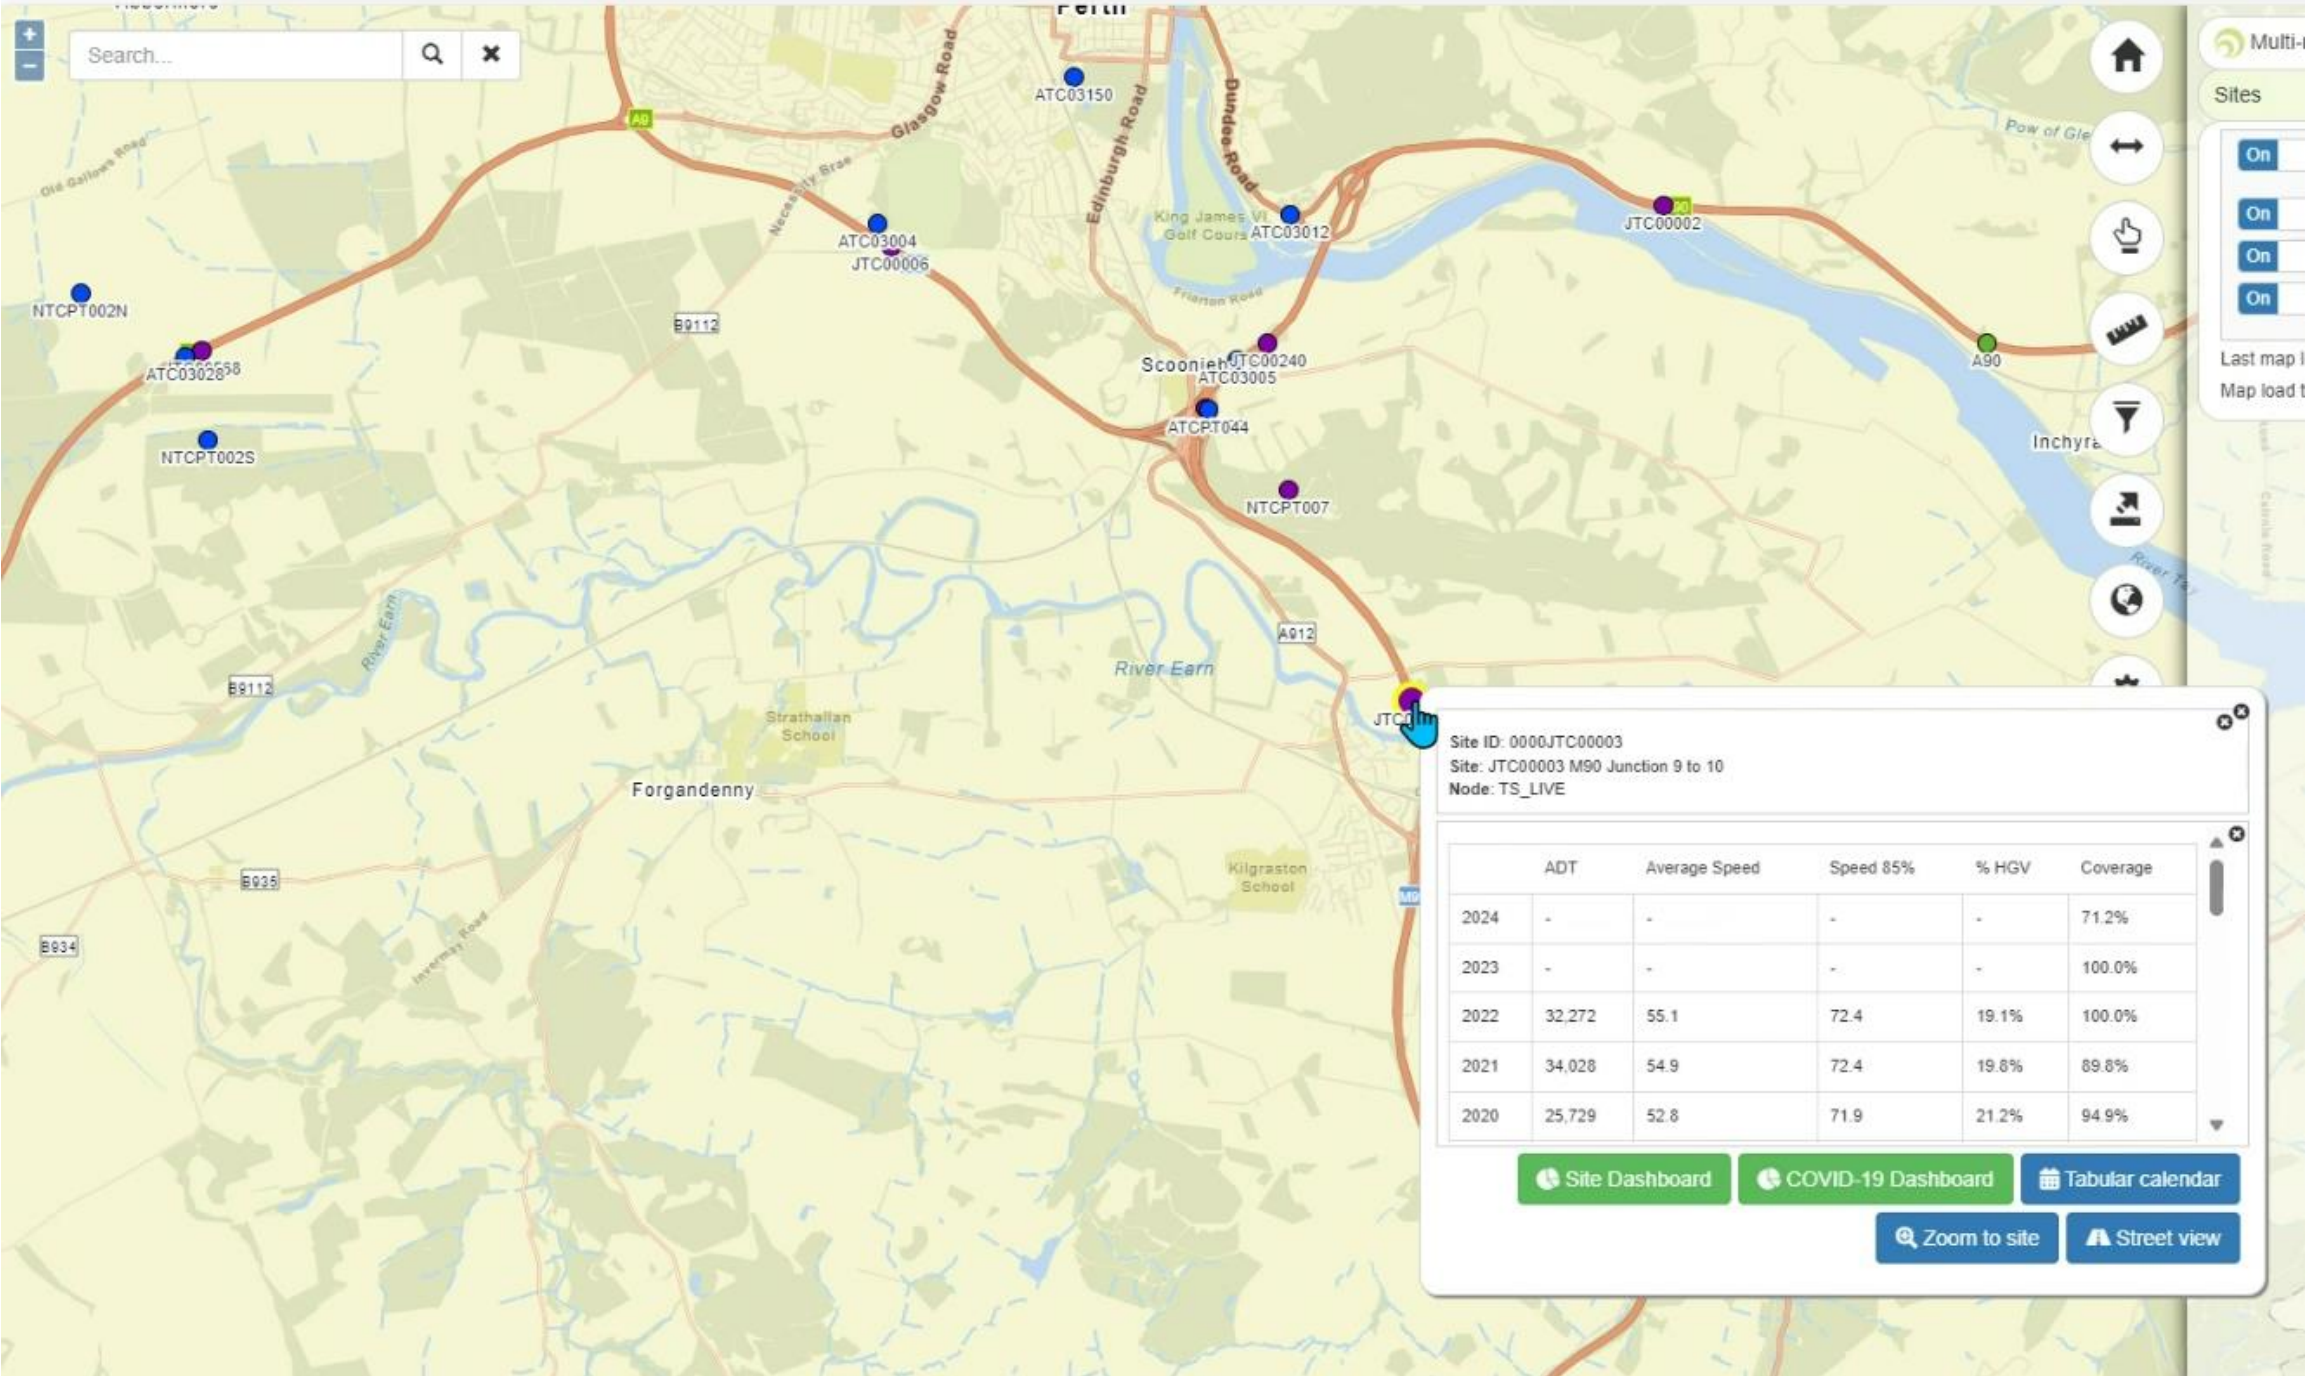 Perth
Search...
ATC03150
Glasgow Road
Edinburgh Road
Dundee Road
A9
Old Gallows Road
Necessity Brae
King James VI
Golf Cours
ATC03012
ATC03004
JTC00006
90
JTC00002
Pow of Gle
Multi-r
Sites
On
On
On
On
Last map l
Map load t
NTCPT002N
B9112
Friarton Road
ATC03028
68
Scoonieb
JTC00240
ATC03005
A90
NTCPT002S
ATCPT044
Inchyra
NTCPT007
River Tay
River Earn
A912
River Earn
B9112
Strathallan
School
Forgandenny
JTC0
Site ID: 0000JTC00003
Site: JTC00003 M90 Junction 9 to 10
Node: TS_LIVE
Kilgraston
School
B935
M9
B934
Invermay Road
ADT Average Speed Speed 85% % HGV Coverage
2024 - - - - 71.2%
2023 - - - - 100.0%
2022 32,272 55.1 72.4 19.1% 100.0%
2021 34,028 54.9 72.4 19.8% 89.8%
2020 25,729 52.8 71.9 21.2% 94.9%
Site Dashboard COVID-19 Dashboard Tabular calendar
Zoom to site Street view